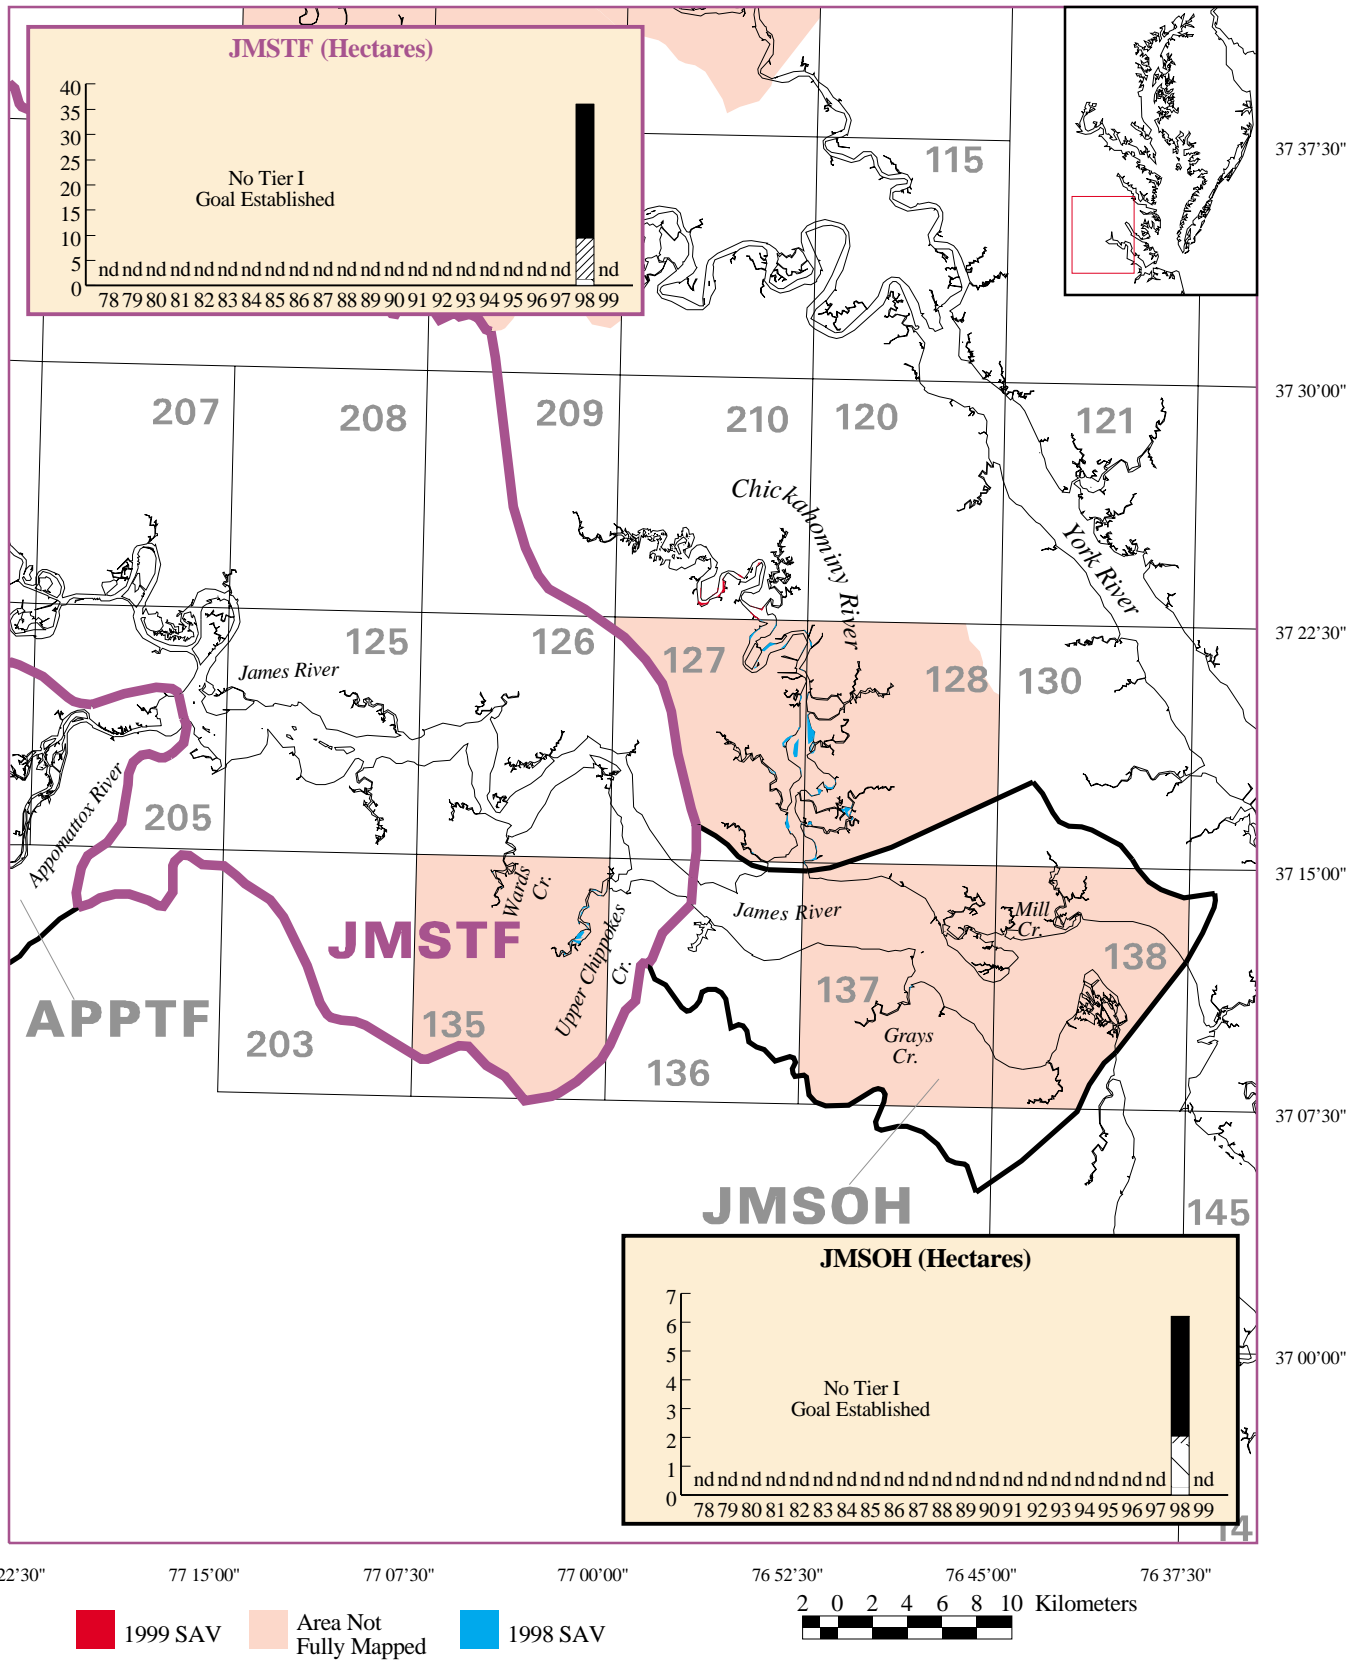 JMSTF (Hectares)
40
35
30
25
20
15
10
5
0
No Tier I
Goal Established
nd nd nd nd nd nd nd nd nd nd nd nd nd nd nd nd nd nd nd nd nd
78 79 80 81 82 83 84 85 86 87 88 89 90 91 92 93 94 95 96 97 98 99
115
37 37'30"
37 30'00"
207
208
209
210
120
121
Chickahominy River
York River
37 22'30"
125
126
127
128
130
James River
Appomattox River
205
37 15'00"
Wards
Cr.
James River
Mill
Cr.
JMSTF
Upper Chippokes
Cr.
138
137
APPTF
203
135
136
Grays
Cr.
37 07'30"
JMSOH
145
JMSOH (Hectares)
7
6
5
4
3
2
1
0
No Tier I
Goal Established
nd nd nd nd nd nd nd nd nd nd nd nd nd nd nd nd nd nd nd nd nd
78 79 80 81 82 83 84 85 86 87 88 89 90 91 92 93 94 95 96 97 98 99
37 00'00"
14
22'30"
77 15'00"
77 07'30"
77 00'00"
76 52'30"
76 45'00"
76 37'30"
1999 SAV
Area Not
Fully Mapped
1998 SAV
2 0 2 4 6 8 10 Kilometers